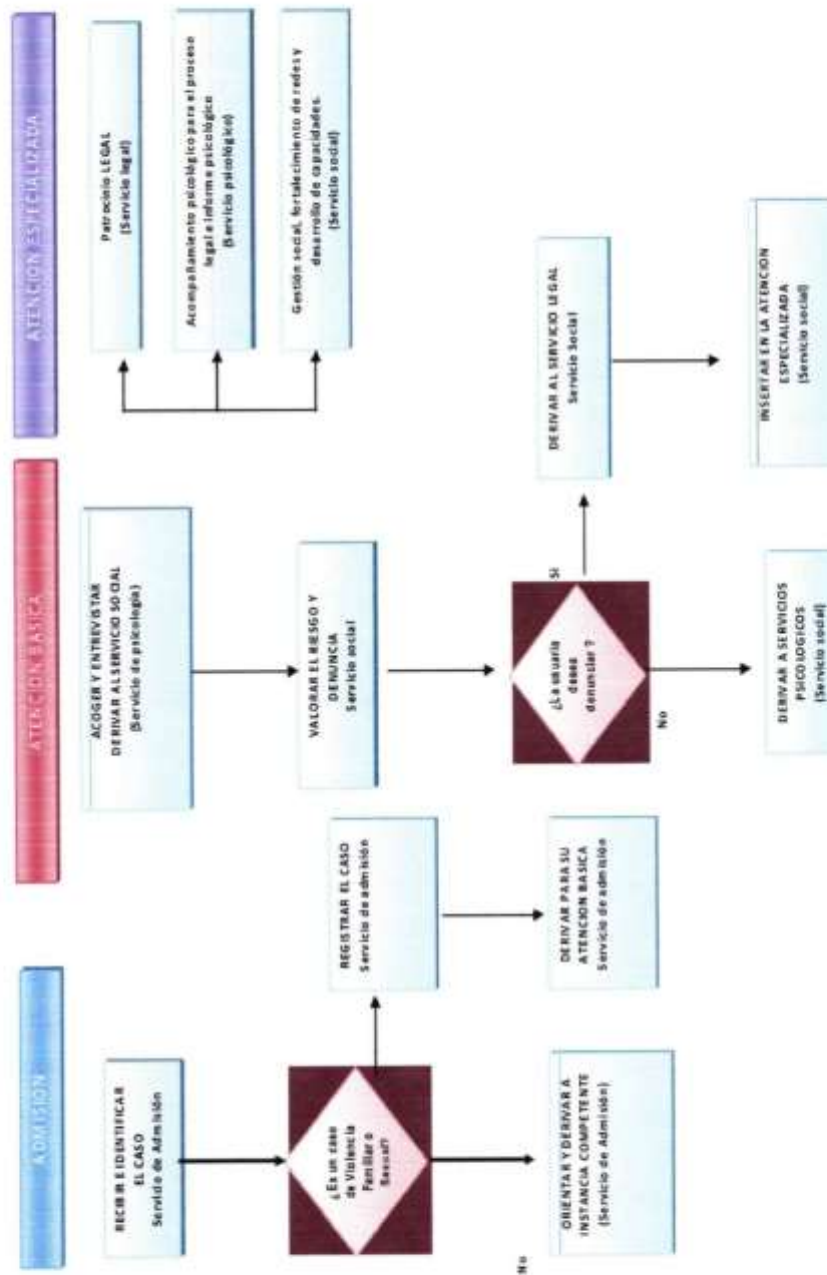 ADMISION
RECIBIR E IDENTIFICAR
EL CASO
Servicio de Admisión
¿Es un caso
de Violencia
Familiar o
Sexual?
No
ORIENTAR Y DERIVAR A
INSTANCIA COMPETENTE
(Servicio de Admisión)
REGISTRAR EL CASO
Servicio de admisión
DERIVAR PARA SU
ATENCION BASICA
Servicio de admisión
ATENCION BASICA
ACOGER Y ENTREVISTAR
DERIVAR AL SERVICIO SOCIAL
(Servicio de psicología)
VALORAR EL RIESGO Y
DENUNCIA
Servicio social
¿La usuaria
desea
denunciar ?
Si
No
DERIVAR A SERVICIOS
PSICOLOGICOS
(Servicio social)
DERIVAR AL SERVICIO LEGAL
Servicio Social
INSERTAR EN LA ATENCION
ESPECIALIZADA
(Servicio social)
ATENCION ESPECIALIZADA
Patrocinio LEGAL
(Servicio legal)
Acompañamiento psicológico para el proceso
legal e informe psicológico
(Servicio psicológico)
Gestión social, fortalecimiento de redes y
desarrollo de capacidades.
(Servicio social)